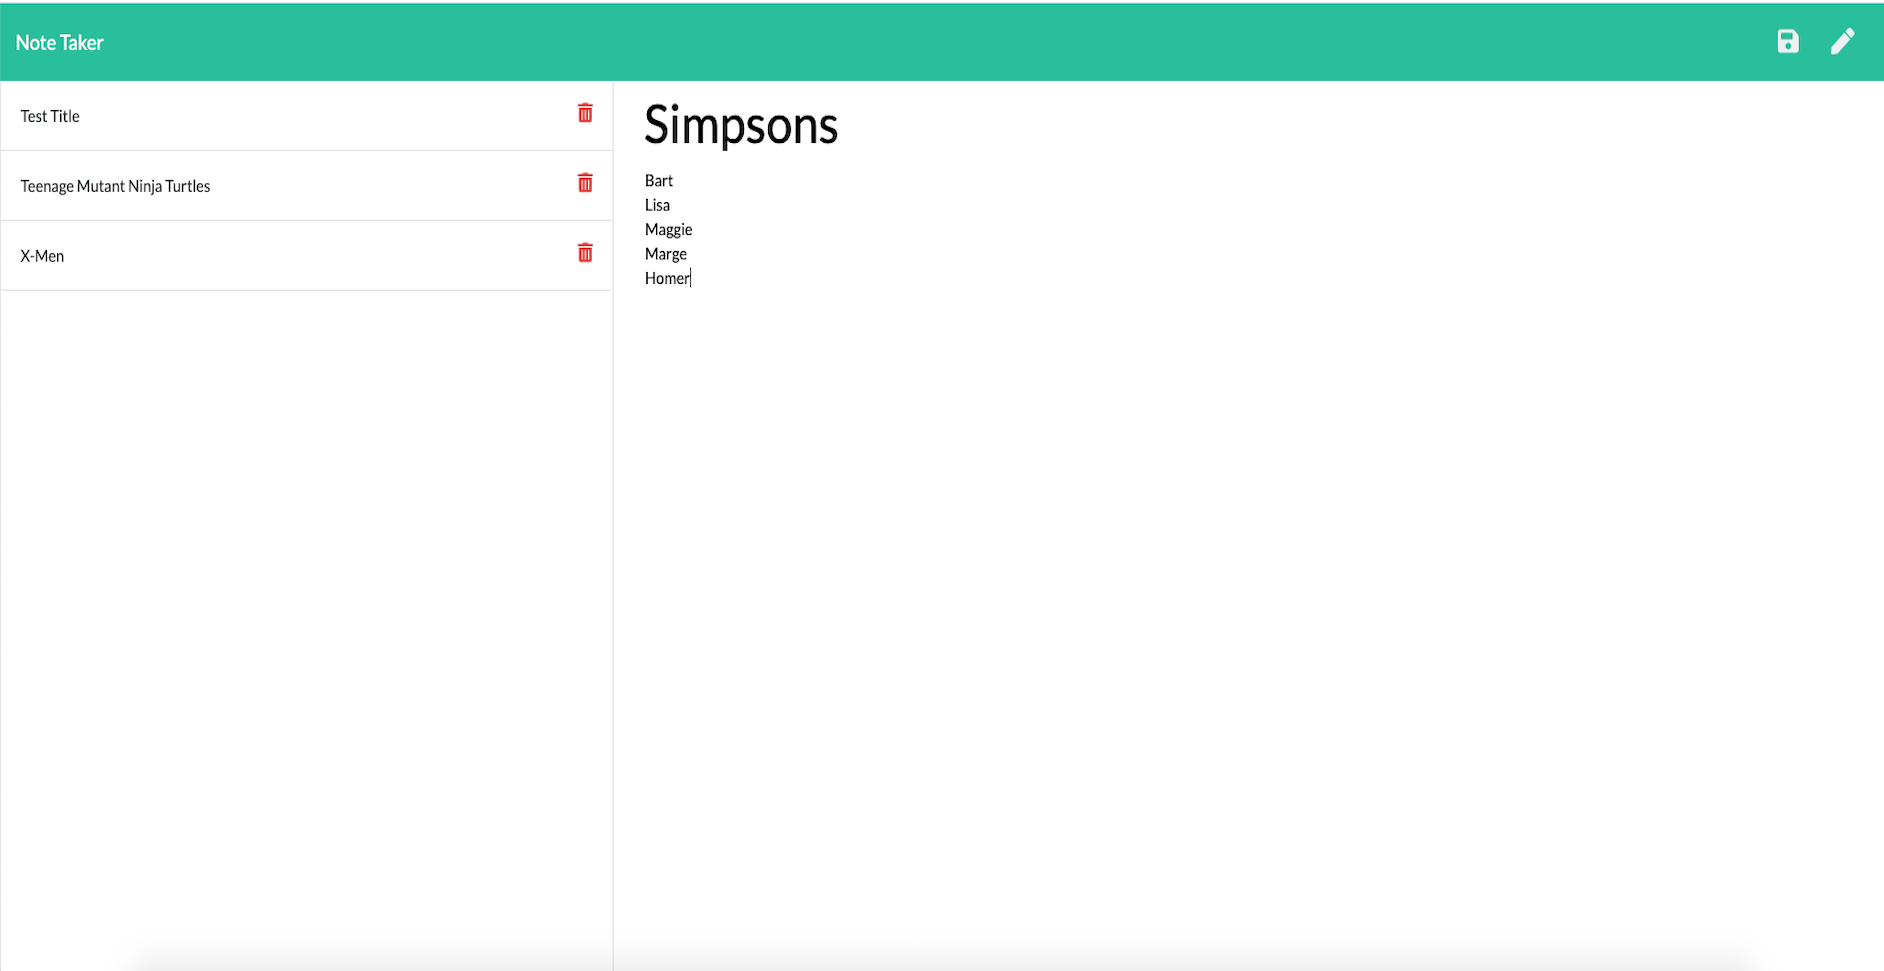 Note Taker
Test Title
Teenage Mutant Ninja Turtles
X-Men
Simpsons
Bart
Lisa
Maggie
Marge
Homer